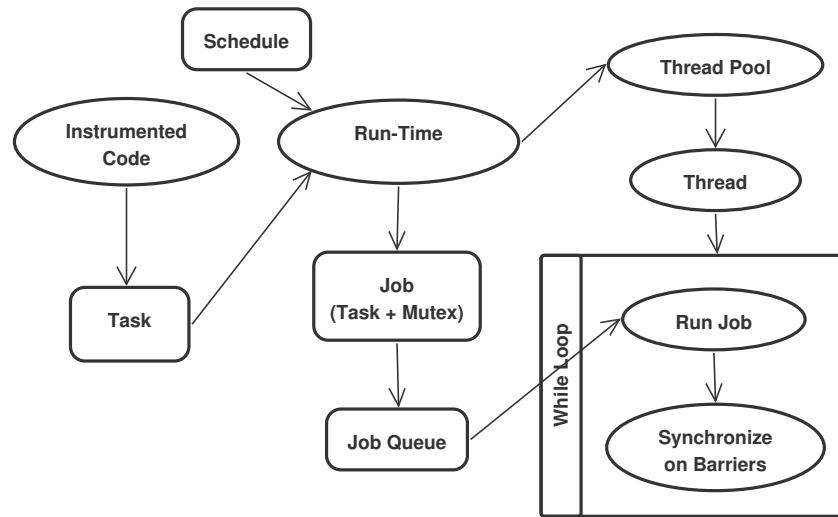 Schedule
Thread Pool
Instrumented
Code
Run-Time
Thread
Task
Job
(Task + Mutex)
Run Job
While Loop
Job Queue
Synchronize
on Barriers